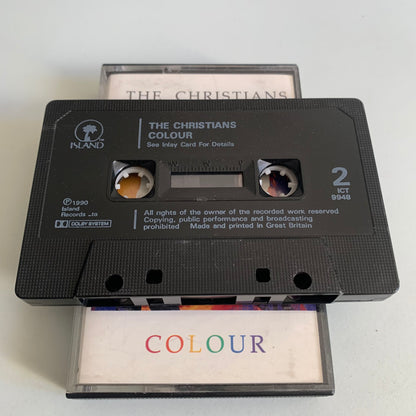 THE CHRISTIANS
ISLAND
THE CHRISTIANS
COLOUR
See Inlay Card For Details
2
ICT
9948
℗1990
Island
Records
DOLBY SYSTEM
All rights of the owner of the recorded work reserved
Copying, public performance and broadcasting
prohibited Made and printed in Great Britain
COLOUR